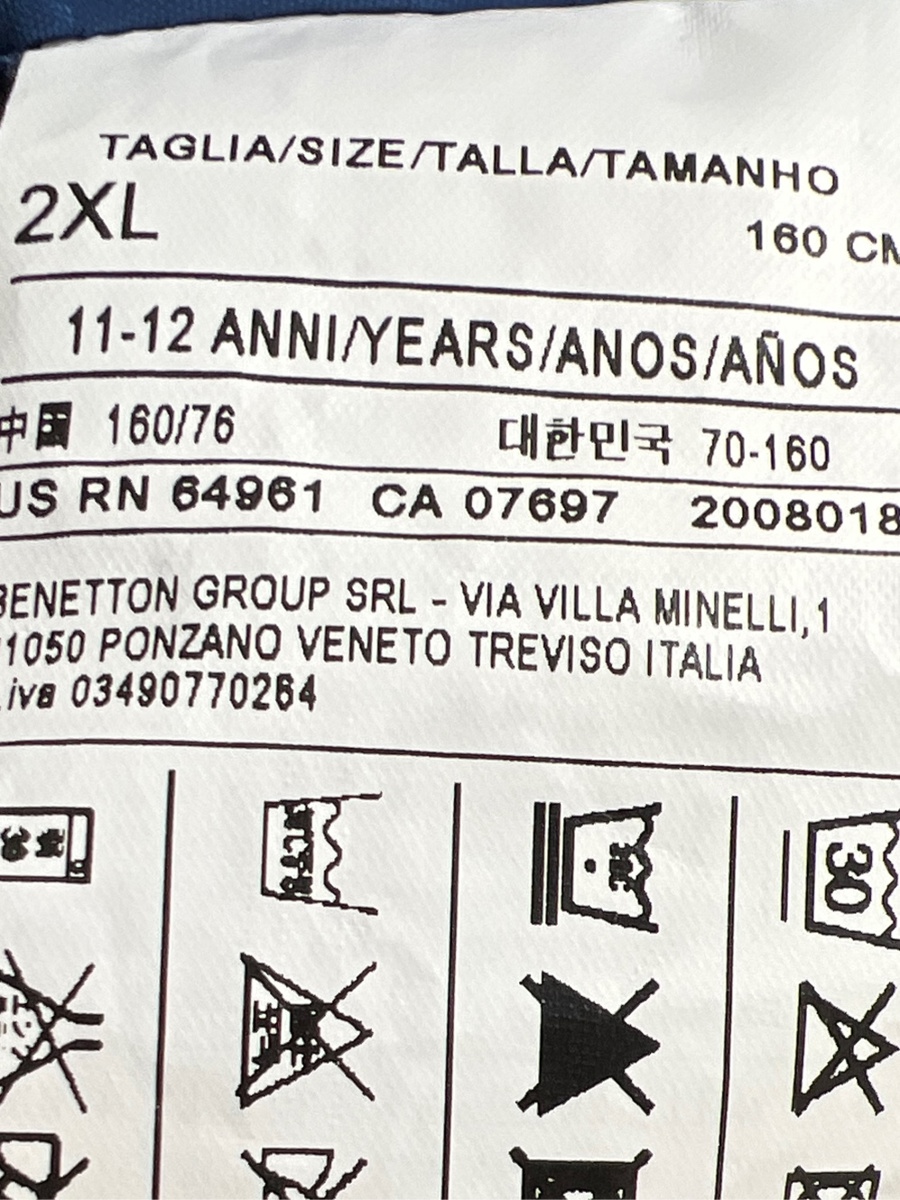 TAGLIA/SIZE/TALLA/TAMANHO
2XL 160 CM
11-12 ANNI/YEARS/ANOS/AÑOS
中国 160/76 대한민국 70-160
US RN 64961 CA 07697 2008018
BENETTON GROUP SRL - VIA VILLA MINELLI,1
1050 PONZANO VENETO TREVISO ITALIA
.iva 03490770264
30